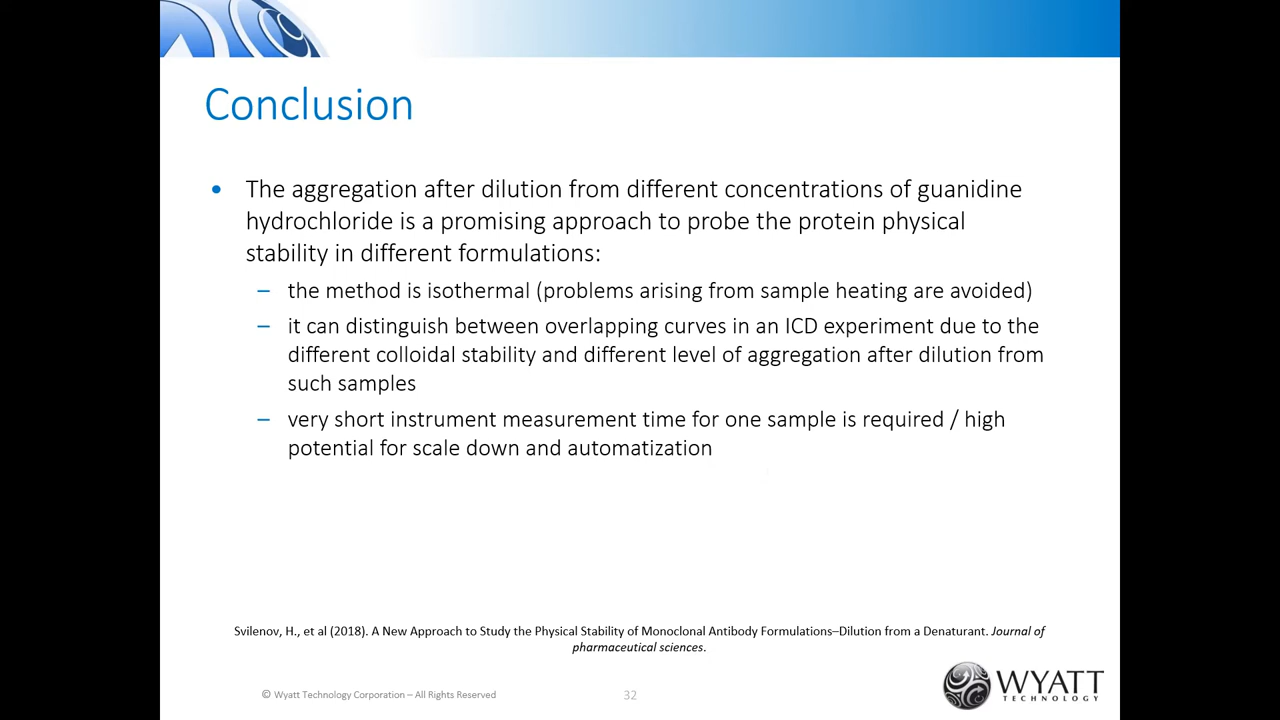 Conclusion
• The aggregation after dilution from different concentrations of guanidine
hydrochloride is a promising approach to probe the protein physical
stability in different formulations:
– the method is isothermal (problems arising from sample heating are avoided)
– it can distinguish between overlapping curves in an ICD experiment due to the
different colloidal stability and different level of aggregation after dilution from
such samples
– very short instrument measurement time for one sample is required / high
potential for scale down and automatization
Svilenov, H., et al (2018). A New Approach to Study the Physical Stability of Monoclonal Antibody Formulations–Dilution from a Denaturant. Journal of
pharmaceutical sciences.
© Wyatt Technology Corporation – All Rights Reserved
32
WYATT
TECHNOLOGY